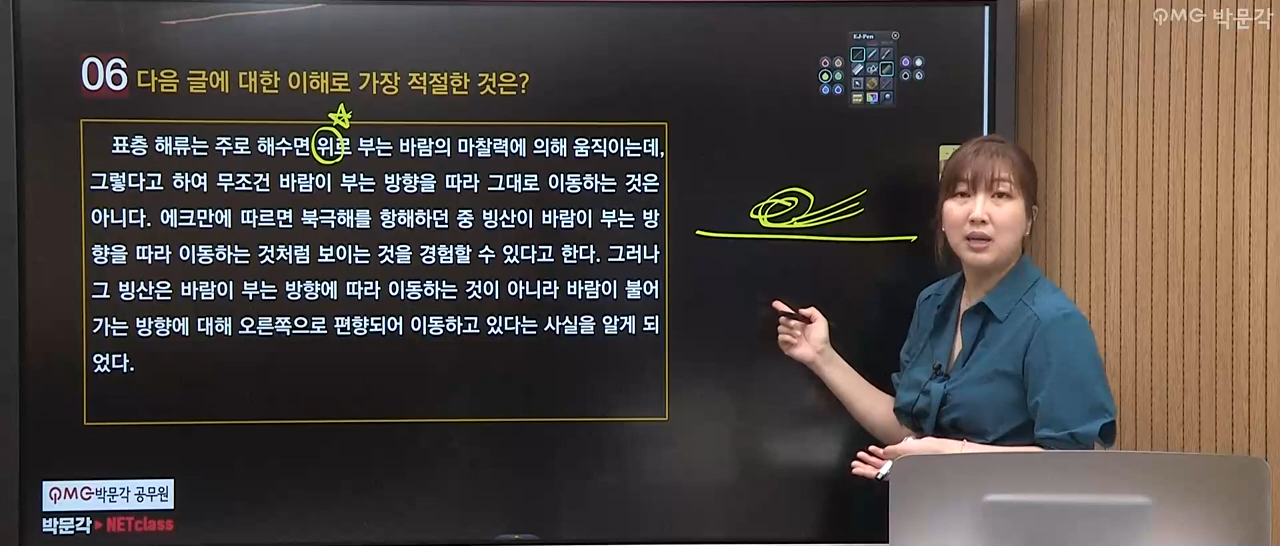 QMG 박문각
EJ-Pen
06 다음 글에 대한 이해로 가장 적절한 것은?
표층 해류는 주로 해수면 위로 부는 바람의 마찰력에 의해 움직이는데,
그렇다고 하여 무조건 바람이 부는 방향을 따라 그대로 이동하는 것은
아니다. 에크만에 따르면 북극해를 항해하던 중 빙산이 바람이 부는 방
향을 따라 이동하는 것처럼 보이는 것을 경험할 수 있다고 한다. 그러나
그 빙산은 바람이 부는 방향에 따라 이동하는 것이 아니라 바람이 불어
가는 방향에 대해 오른쪽으로 편향되어 이동하고 있다는 사실을 알게 되
었다.
QMG박문각 공무원
박문각 ▶ NETclass